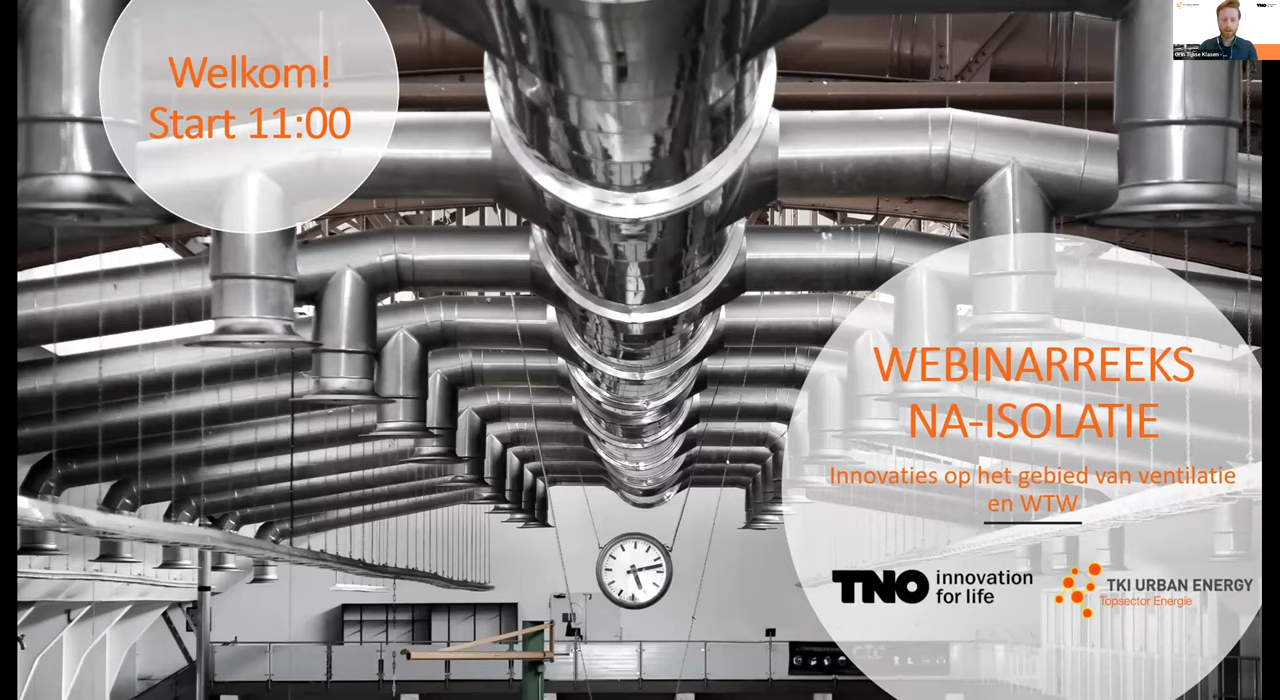 Welkom!
Start 11:00
WEBINARREEKS
NA-ISOLATIE
Innovaties op het gebied van ventilatie
en WTW
TNO innovation
for life
TKI URBAN ENERGY
Topsector Energie
TNO